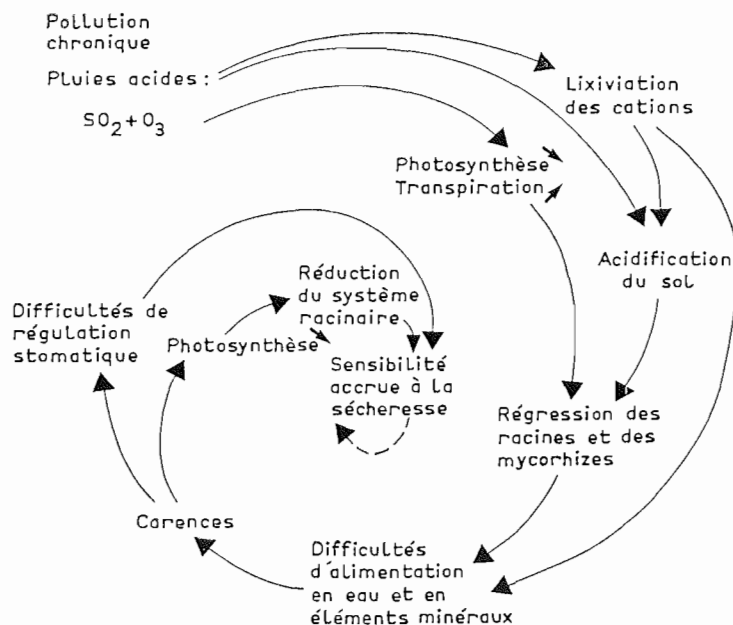 Pollution
chronique
Pluies acides :
SO₂+O₃
Lixiviation
des cations
Photosynthèse
Transpiration
Acidification
du sol
Réduction
du système
racinaire
Difficultés de
régulation
stomatique
Photosynthèse
Sensibilité
accrue à la
sécheresse
Régression des
racines et des
mycorhizes
Carences
Difficultés
d'alimentation
en eau et en
éléments minéraux